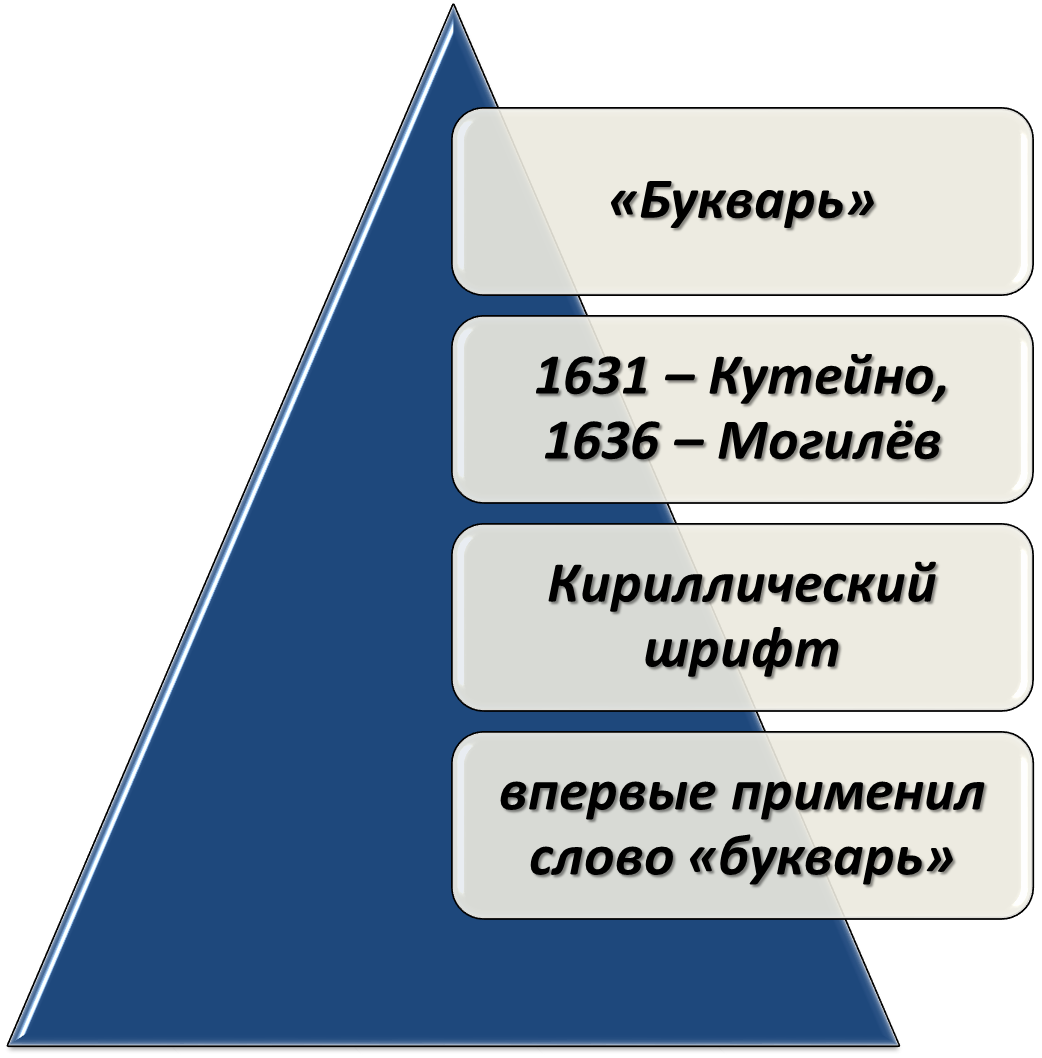 «Букварь»
1631 – Кутейно,
1636 – Могилёв
Кириллический
шрифт
впервые применил
слово «букварь»